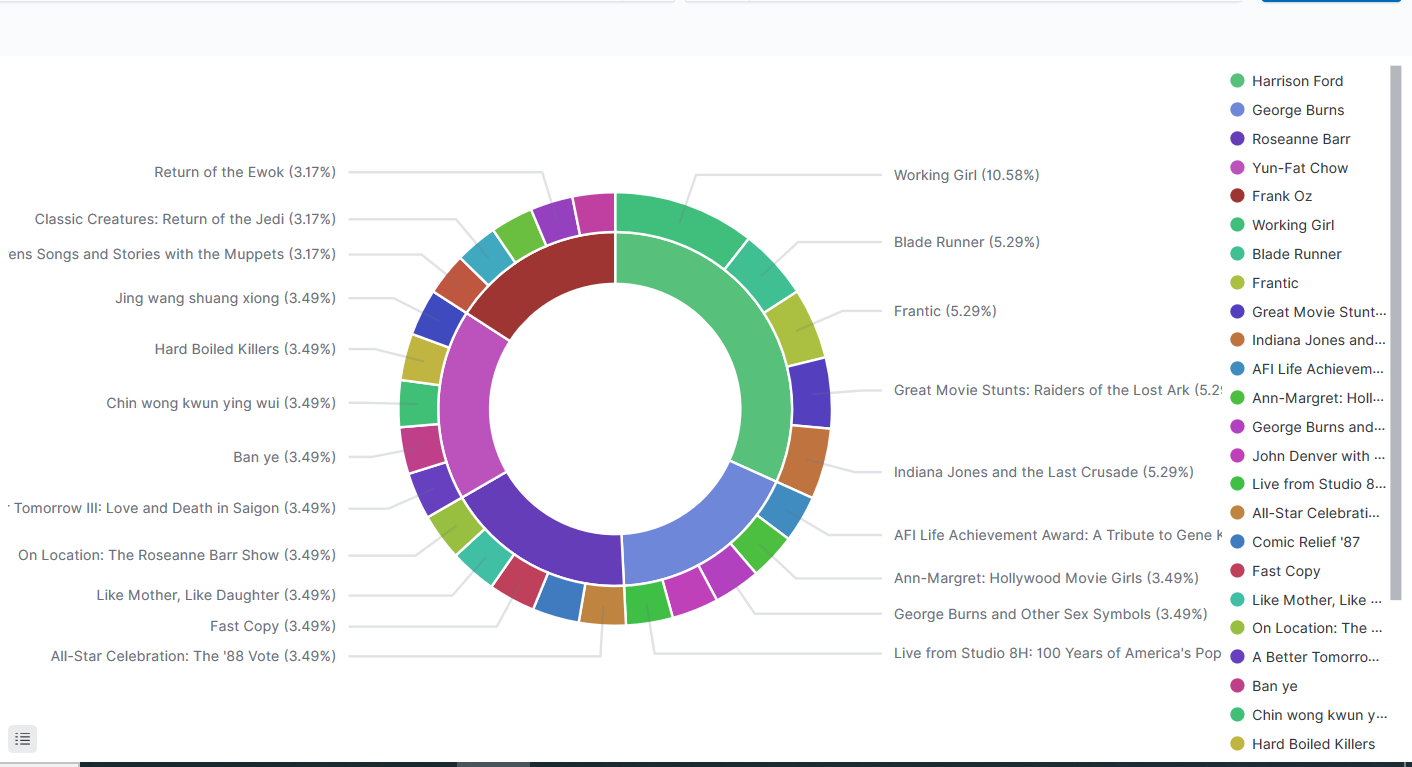 Return of the Ewok (3.17%)
Classic Creatures: Return of the Jedi (3.17%)
ens Songs and Stories with the Muppets (3.17%)
Jing wang shuang xiong (3.49%)
Hard Boiled Killers (3.49%)
Chin wong kwun ying wui (3.49%)
Ban ye (3.49%)
Tomorrow III: Love and Death in Saigon (3.49%)
On Location: The Roseanne Barr Show (3.49%)
Like Mother, Like Daughter (3.49%)
Fast Copy (3.49%)
All-Star Celebration: The '88 Vote (3.49%)
Working Girl (10.58%)
Blade Runner (5.29%)
Frantic (5.29%)
Great Movie Stunts: Raiders of the Lost Ark (5.29
Indiana Jones and the Last Crusade (5.29%)
AFI Life Achievement Award: A Tribute to Gene K
Ann-Margret: Hollywood Movie Girls (3.49%)
George Burns and Other Sex Symbols (3.49%)
Live from Studio 8H: 100 Years of America's Pop
Harrison Ford
George Burns
Roseanne Barr
Yun-Fat Chow
Frank Oz
Working Girl
Blade Runner
Frantic
Great Movie Stunt...
Indiana Jones and...
AFI Life Achievem...
Ann-Margret: Holl...
George Burns and...
John Denver with ...
Live from Studio 8...
All-Star Celebrati...
Comic Relief '87
Fast Copy
Like Mother, Like ...
On Location: The ...
A Better Tomorro...
Ban ye
Chin wong kwun y...
Hard Boiled Killers